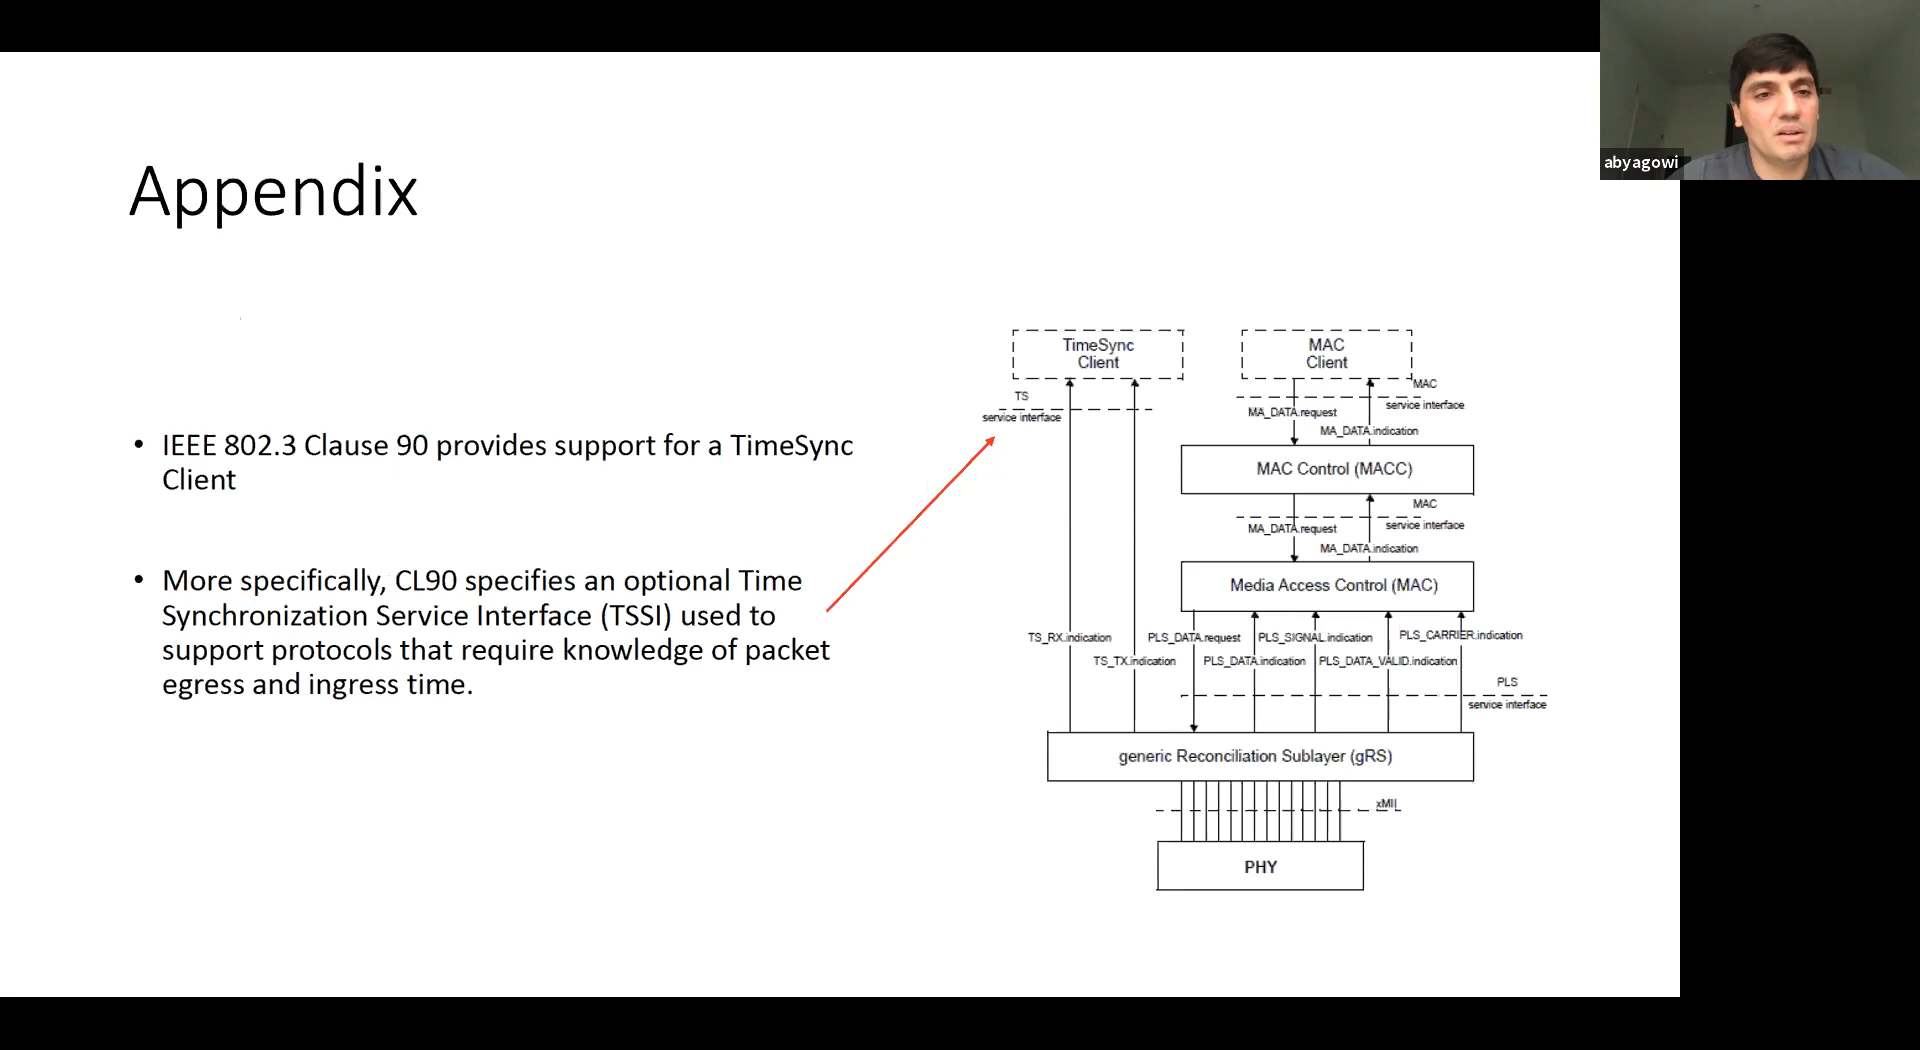 abyagowi
Appendix
• IEEE 802.3 Clause 90 provides support for a TimeSync
Client
• More specifically, CL90 specifies an optional Time
Synchronization Service Interface (TSSI) used to
support protocols that require knowledge of packet
egress and ingress time.
TimeSync
Client
MAC
Client
TS
service interface
MAC
service interface
MA_DATA.request
MA_DATA.indication
MAC Control (MACC)
MAC
service interface
MA_DATA.request
MA_DATA.indication
Media Access Control (MAC)
TS_RX.indication
TS_TX.indication
PLS_DATA.request
PLS_DATA.indication
PLS_SIGNAL.indication
PLS_DATA_VALID.indication
PLS_CARRIER.indication
PLS
service interface
generic Reconciliation Sublayer (gRS)
xMII
PHY